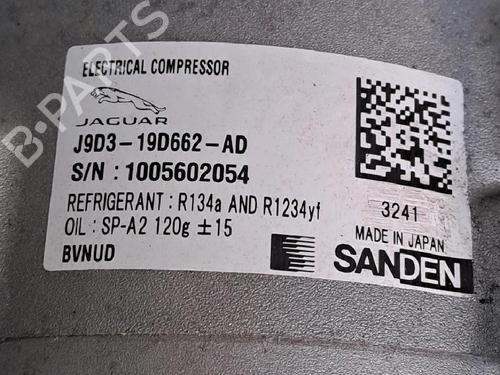 ELECTRICAL COMPRESSOR
JAGUAR
J9D3-19D662-AD
S/N : 1005602054
REFRIGERANT : R134a AND R1234yf
OIL : SP-A2 120g ±15
BVNUD
3241
MADE IN JAPAN
SANDEN
B-PARTS